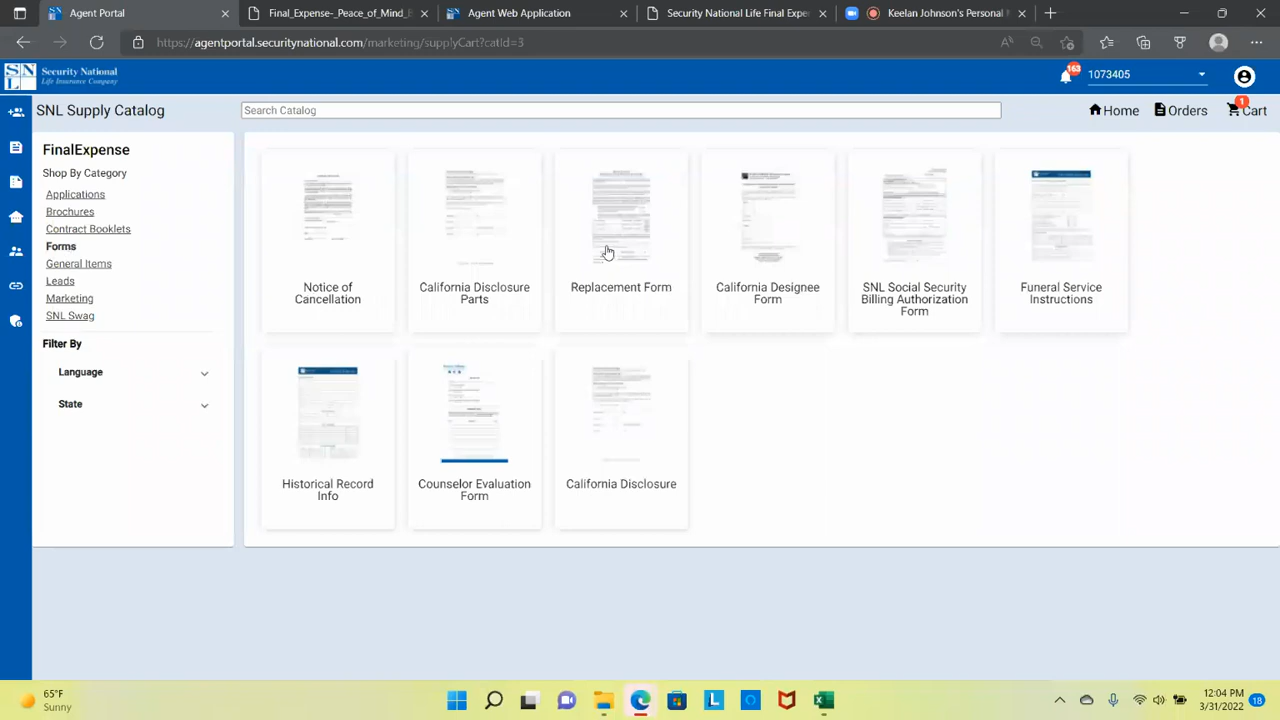 Agent Portal
Final_Expense-_Peace_of_Mind_E
Agent Web Application
Security National Life Final Expe
Keelan Johnson's Personal M
https://agentportal.securitynational.com/marketing/supplyCart?catId=3
SNL
Security National
Life Insurance Company
163
1073405
SNL Supply Catalog
Search Catalog
Home
Orders
1
Cart
FinalExpense
Shop By Category
Applications
Brochures
Contract Booklets
Forms
General Items
Leads
Marketing
SNL Swag
Filter By
Language
State
Notice of
Cancellation
California Disclosure
Parts
Replacement Form
California Designee
Form
SNL Social Security
Billing Authorization
Form
Funeral Service
Instructions
Historical Record
Info
Counselor Evaluation
Form
California Disclosure
65°F
Sunny
12:04 PM
3/31/2022
18